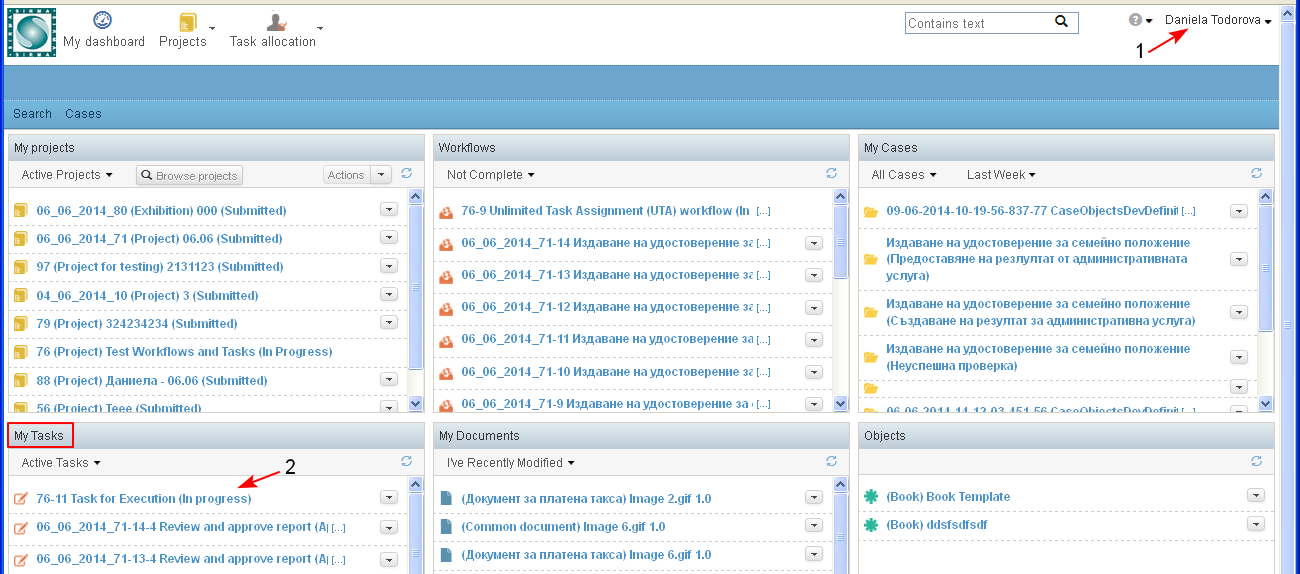 SIRMA
My dashboard
Projects
Task allocation
Contains text
Daniela Todorova
1
Search Cases
My projects
Active Projects
Browse projects
Actions
06_06_2014_80 (Exhibition) 000 (Submitted)
06_06_2014_71 (Project) 06.06 (Submitted)
97 (Project for testing) 2131123 (Submitted)
04_06_2014_10 (Project) 3 (Submitted)
79 (Project) 324234234 (Submitted)
76 (Project) Test Workflows and Tasks (In Progress)
88 (Project) Даниела - 06.06 (Submitted)
56 (Project) Teee (Submitted)
Workflows
Not Complete
76-9 Unlimited Task Assignment (UTA) workflow (In [...]
06_06_2014_71-14 Издаване на удостоверение за [...]
06_06_2014_71-13 Издаване на удостоверение за [...]
06_06_2014_71-12 Издаване на удостоверение за [...]
06_06_2014_71-11 Издаване на удостоверение за [...]
06_06_2014_71-10 Издаване на удостоверение за [...]
06_06_2014_71-9 Издаване на удостоверение за [...]
My Cases
All Cases
Last Week
09-06-2014-10-19-56-837-77 CaseObjectsDevDefinit [...]
Издаване на удостоверение за семейно положение
(Предоставяне на резлултат от административната
услуга)
Издаване на удостоверение за семейно положение
(Създаване на резултат за административна услуга)
Издаване на удостоверение за семейно положение
(Неуспешна проверка)
06-06-2014-14-12-03-451-56 CaseObjectsDevDefinit [...]
My Tasks
Active Tasks
2
76-11 Task for Execution (In progress)
06_06_2014_71-14-4 Review and approve report (A [...]
06_06_2014_71-13-4 Review and approve report (A [...]
My Documents
I've Recently Modified
(Документ за платена такса) Image 2.gif 1.0
(Common document) Image 6.gif 1.0
(Документ за платена такса) Image 6.gif 1.0
Objects
(Book) Book Template
(Book) ddsfsdfsdf